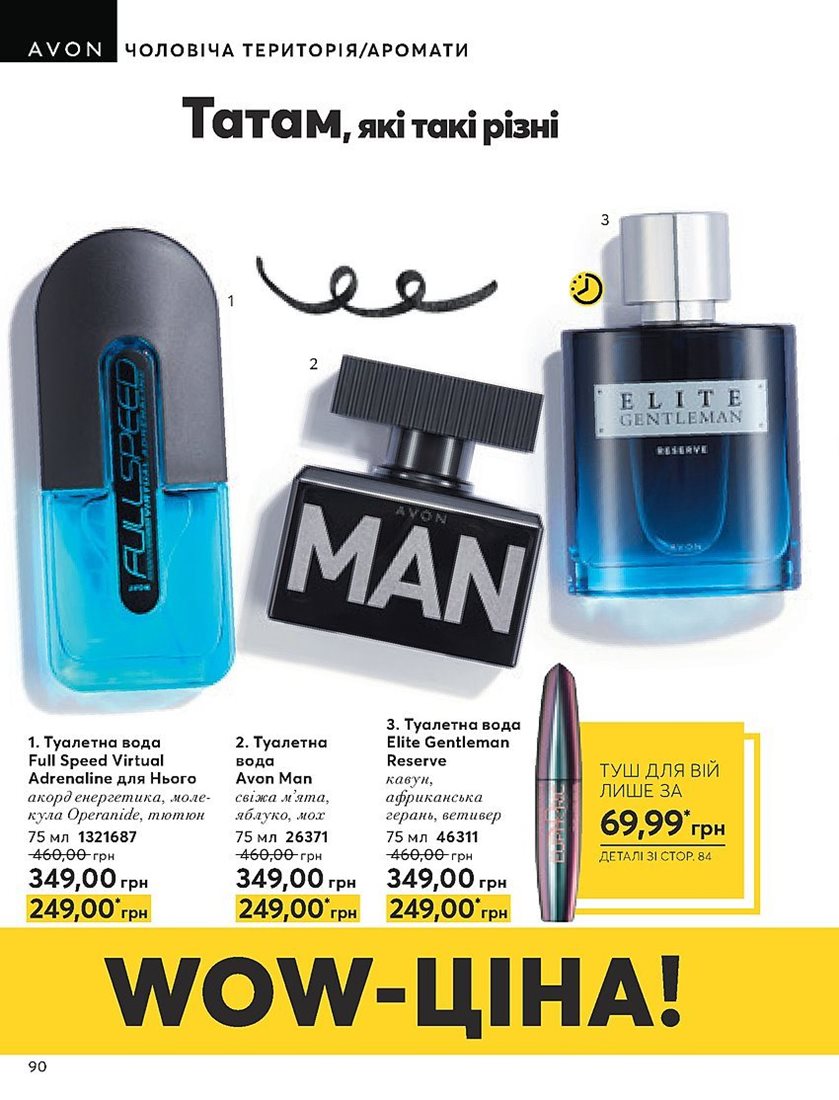 AVON ЧОЛОВІЧА ТЕРИТОРІЯ/АРОМАТИ
Татам, які такі різні
1
2
3
FULL SPEED
VIRTUAL ADRENALINE
AVON
AVON
MAN
ELITE
GENTLEMAN
RESERVE
AVON
1. Туалетна вода
Full Speed Virtual
Adrenaline для Нього
акорд енергетика, моле-
кула Operanide, тютюн
75 мл 1321687
460,00 грн
349,00 грн
249,00* грн
2. Туалетна
вода
Avon Man
свіжа м'ята,
яблуко, мох
75 мл 26371
460,00 грн
349,00 грн
249,00* грн
3. Туалетна вода
Elite Gentleman
Reserve
кавун,
африканська
герань, ветивер
75 мл 46311
460,00 грн
349,00 грн
249,00* грн
EUPHORIC
ТУШ ДЛЯ ВІЙ
ЛИШЕ ЗА
69,99* грн
ДЕТАЛІ ЗІ СТОР. 84
WOW-ЦІНА!
90